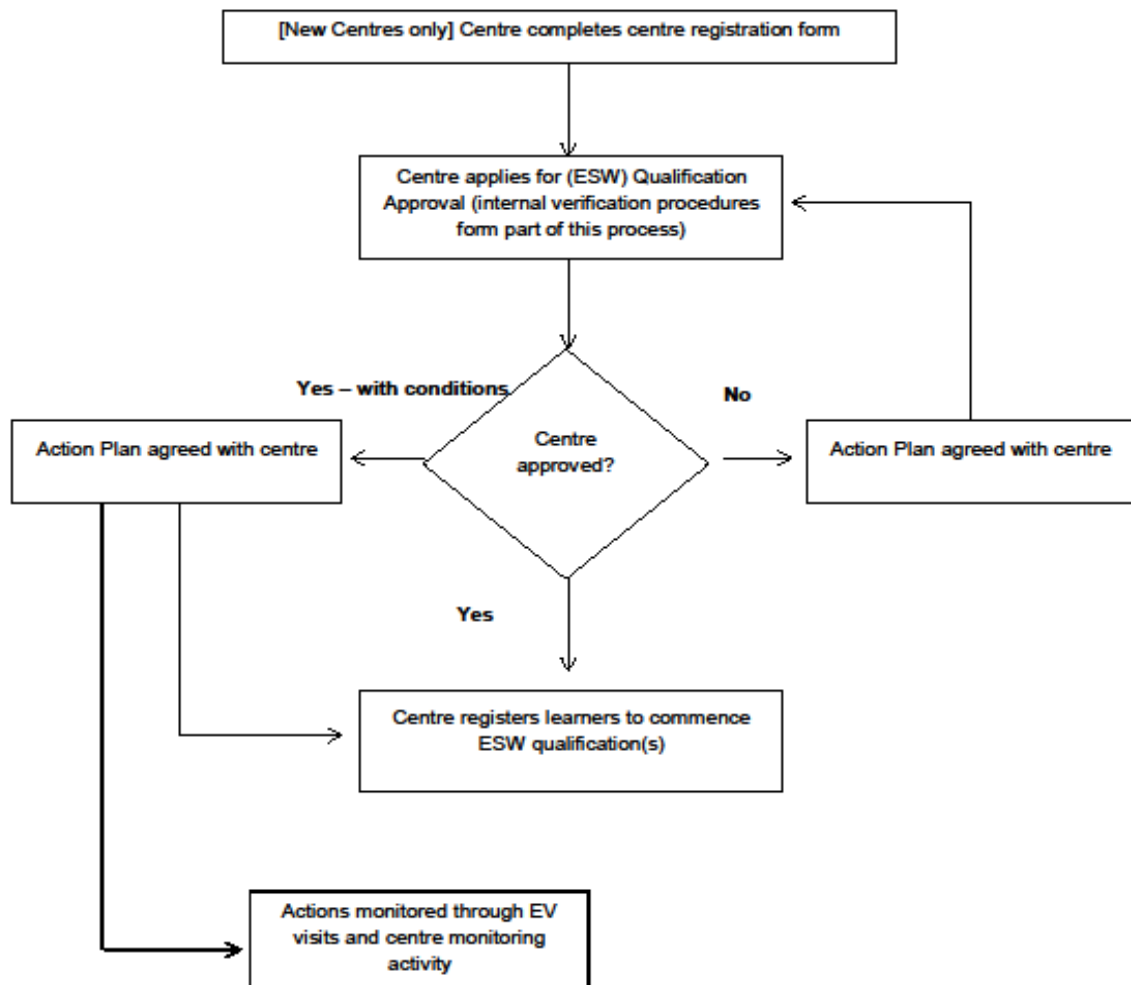 [New Centres only] Centre completes centre registration form
Centre applies for (ESW) Qualification
Approval (internal verification procedures
form part of this process)
Yes – with conditions
No
Action Plan agreed with centre
Centre
approved?
Action Plan agreed with centre
Yes
Centre registers learners to commence
ESW qualification(s)
Actions monitored through EV
visits and centre monitoring
activity